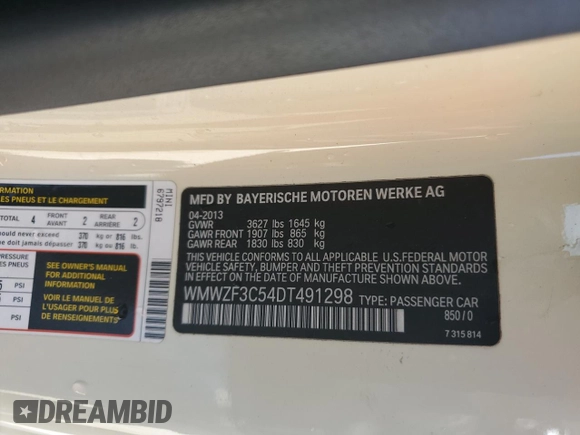 FORMATION
ES PNEUS ET LE CHARGEMENT
TOTAL 4 FRONT AVANT 2 REAR ARRIÈRE 2
hould never exceed 370 kg or 816 lbs.
e doit jamais dépasser 370 kg ou 816 lb.
PRESSURE
ES PNEUS
PSI
PSI
PSI
SEE OWNER'S MANUAL
FOR ADDITIONAL
INFORMATION
VOIR LE MANUEL DE
L'USAGER POUR PLUS
DE RENSEIGNEMENTS
MINI
6797218
MFD BY BAYERISCHE MOTOREN WERKE AG
04-2013
GVWR 3627 lbs 1645 kg
GAWR FRONT 1907 lbs 865 kg
GAWR REAR 1830 lbs 830 kg
THIS VEHICLE CONFORMS TO ALL APPLICABLE U.S.FEDERAL MOTOR
VEHICLE SAFETY, BUMPER AND THEFT PREVENTION STANDARDS
IN EFFECT ON THE DATE OF MANUFACTURE SHOWN ABOVE.
WMWZF3C54DT491298 TYPE: PASSENGER CAR
850 / 0
7 315 814
DREAMBID